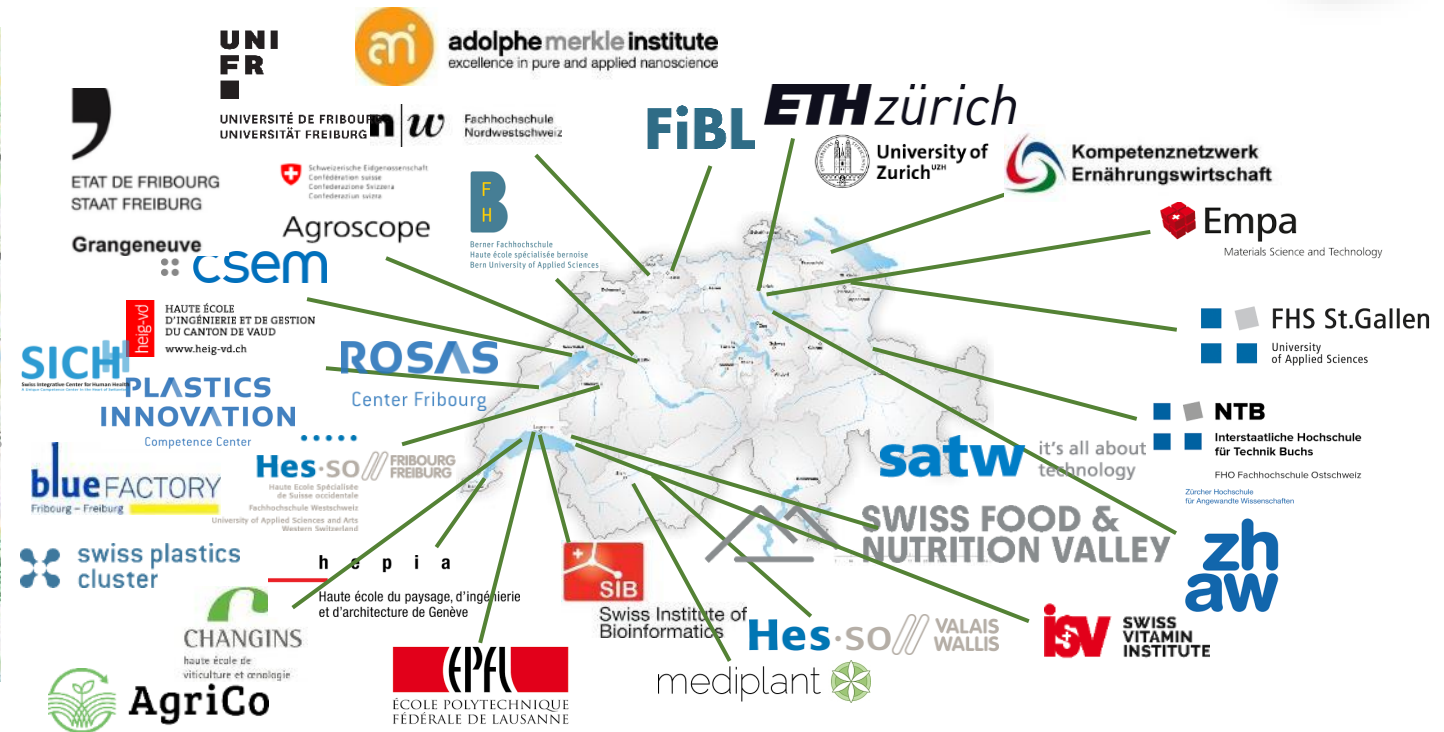 UNI
FR
UNIVERSITÉ DE FRIBOURG
UNIVERSITÄT FREIBURG
adolphe merkle institute
excellence in pure and applied nanoscience
n|w
Fachhochschule
Nordwestschweiz
FiBL
ETH zürich
University of
Zurich UZH
Kompetenznetzwerk
Ernährungswirtschaft
ETAT DE FRIBOURG
STAAT FREIBURG
Grangeneuve
Schweizerische Eidgenossenschaft
Confédération suisse
Confederazione Svizzera
Confederaziun svizra
Agroscope
F
B
H
Berner Fachhochschule
Haute école spécialisée bernoise
Bern University of Applied Sciences
Empa
Materials Science and Technology
csem
heig-vd
HAUTE ÉCOLE
D'INGÉNIERIE ET DE GESTION
DU CANTON DE VAUD
www.heig-vd.ch
FHS St.Gallen
University
of Applied Sciences
SICHH
Swiss Integrative Center for Human Health
ROSAS
Center Fribourg
PLASTICS
INNOVATION
Competence Center
NTB
Interstaatliche Hochschule
für Technik Buchs
FHO Fachhochschule Ostschweiz
satw
it's all about
technology
Hes·so
FRIBOURG
FREIBURG
Haute Ecole Spécialisée
de Suisse occidentale
Fachhochschule Westschweiz
University of Applied Sciences and Arts
Western Switzerland
blueFACTORY
Fribourg – Freiburg
Zürcher Hochschule
für Angewandte Wissenschaften
zh
aw
SWISS FOOD &
NUTRITION VALLEY
swiss plastics
cluster
hepia
Haute école du paysage, d'ingénierie
et d'architecture de Genève
SIB
Swiss Institute of
Bioinformatics
CHANGINS
haute école de
viticulture et œnologie
Hes·so
VALAIS
WALLIS
isv
SWISS
VITAMIN
INSTITUTE
mediplant
AgriCo
EPFL
ÉCOLE POLYTECHNIQUE
FÉDÉRALE DE LAUSANNE